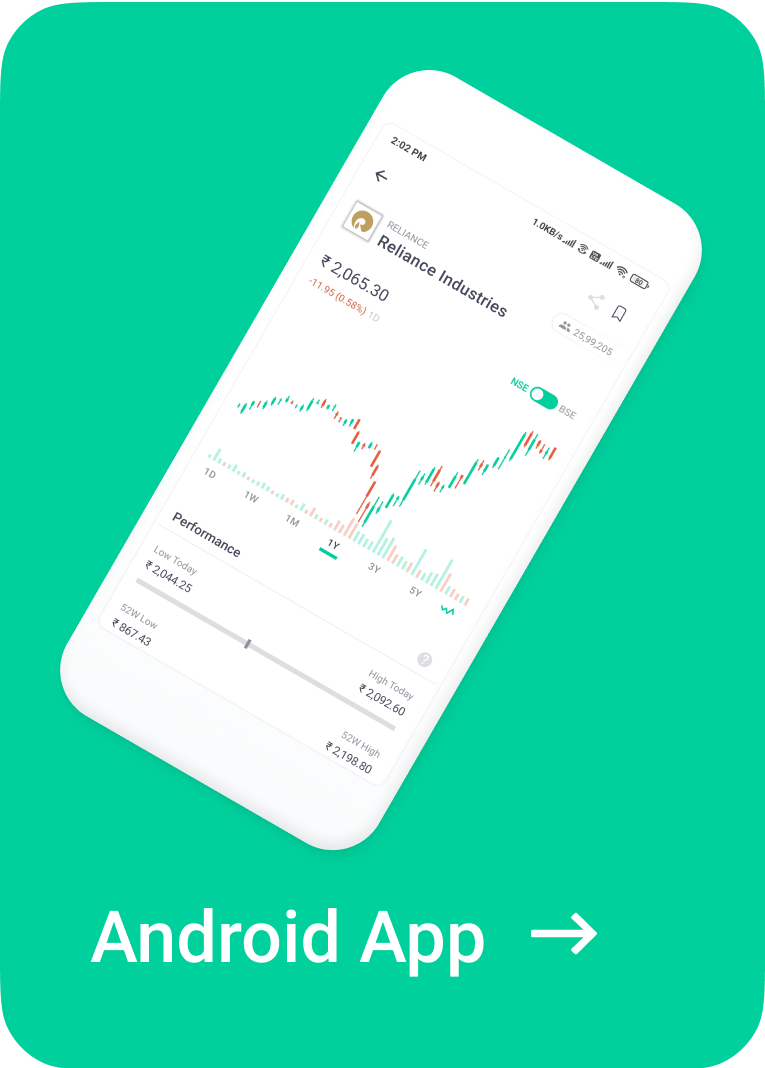 2:02 PM
1.0KB/s
80
RELIANCE
Reliance Industries
₹ 2,065.30
-11.95 (0.58%) 1D
25,99,205
NSE BSE
1D 1W 1M 1Y 3Y 5Y
Performance
?
Low Today High Today
₹ 2,044.25 ₹ 2,092.60
52W Low 52W High
₹ 867.43 ₹ 2,198.80
Android App